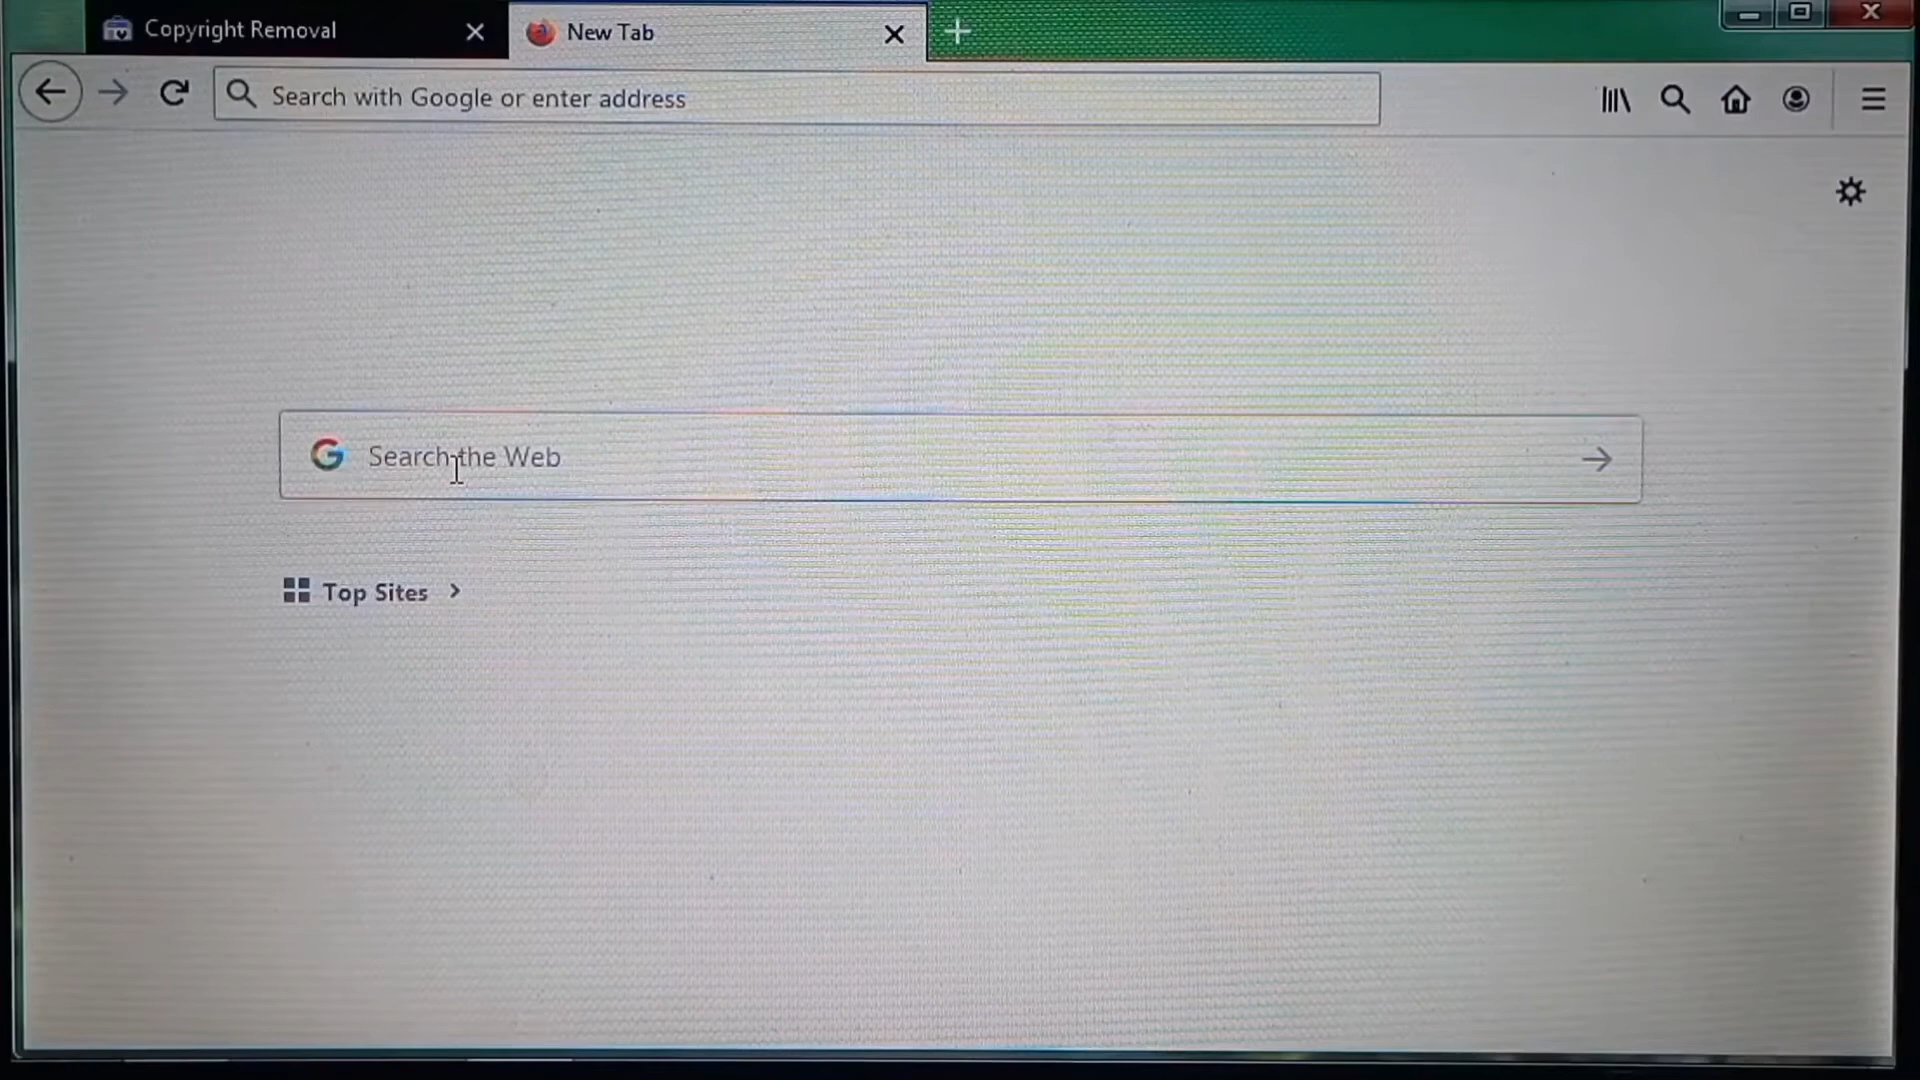 Copyright Removal
New Tab
Search with Google or enter address
Search the Web
Top Sites